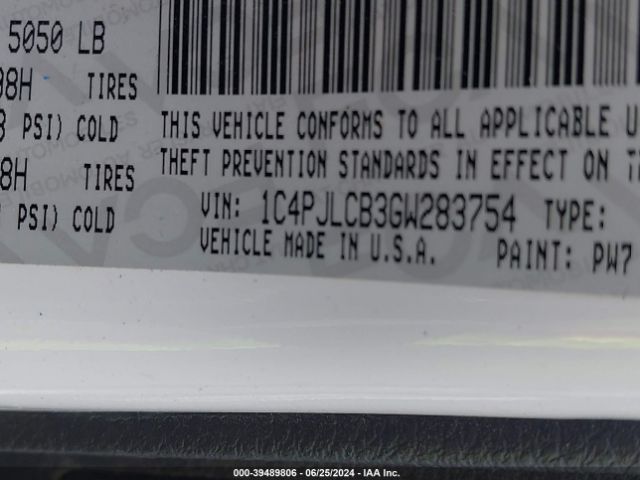 5050 LB
TIRES
PSI) COLD
8H TIRES
PSI) COLD
THIS VEHICLE CONFORMS TO ALL APPLICABLE
THEFT PREVENTION STANDARDS IN EFFECT ON
VIN: 1C4PJLCB3GW283754 TYPE:
VEHICLE MADE IN U.S.A. PAINT: PW7
000-39489806 - 06/25/2024 - IAA Inc.